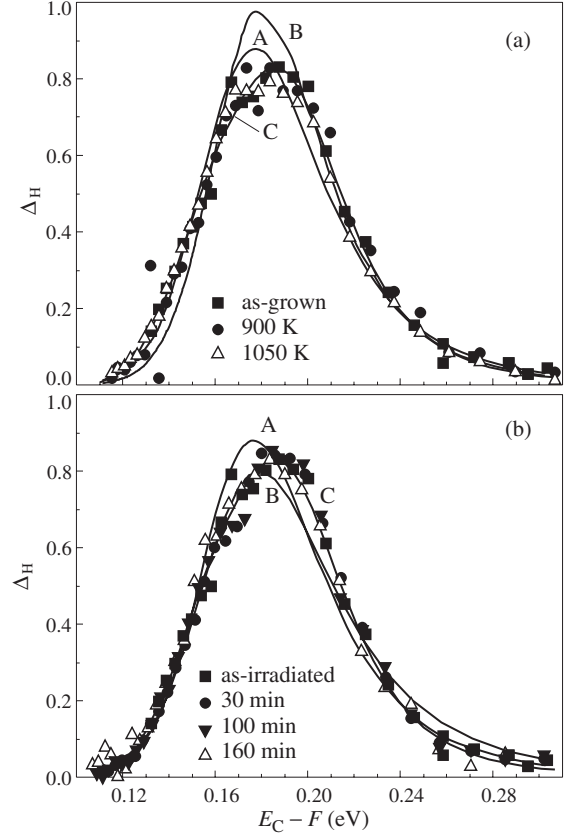 1.0
0.8
0.6
0.4
0.2
0.0
Δ_H
A
B
C
(a)
as-grown
900 K
1050 K
1.0
0.8
0.6
0.4
0.2
0.0
Δ_H
A
B
C
(b)
as-irradiated
30 min
100 min
160 min
0.12 0.16 0.20 0.24 0.28
E_C – F (eV)